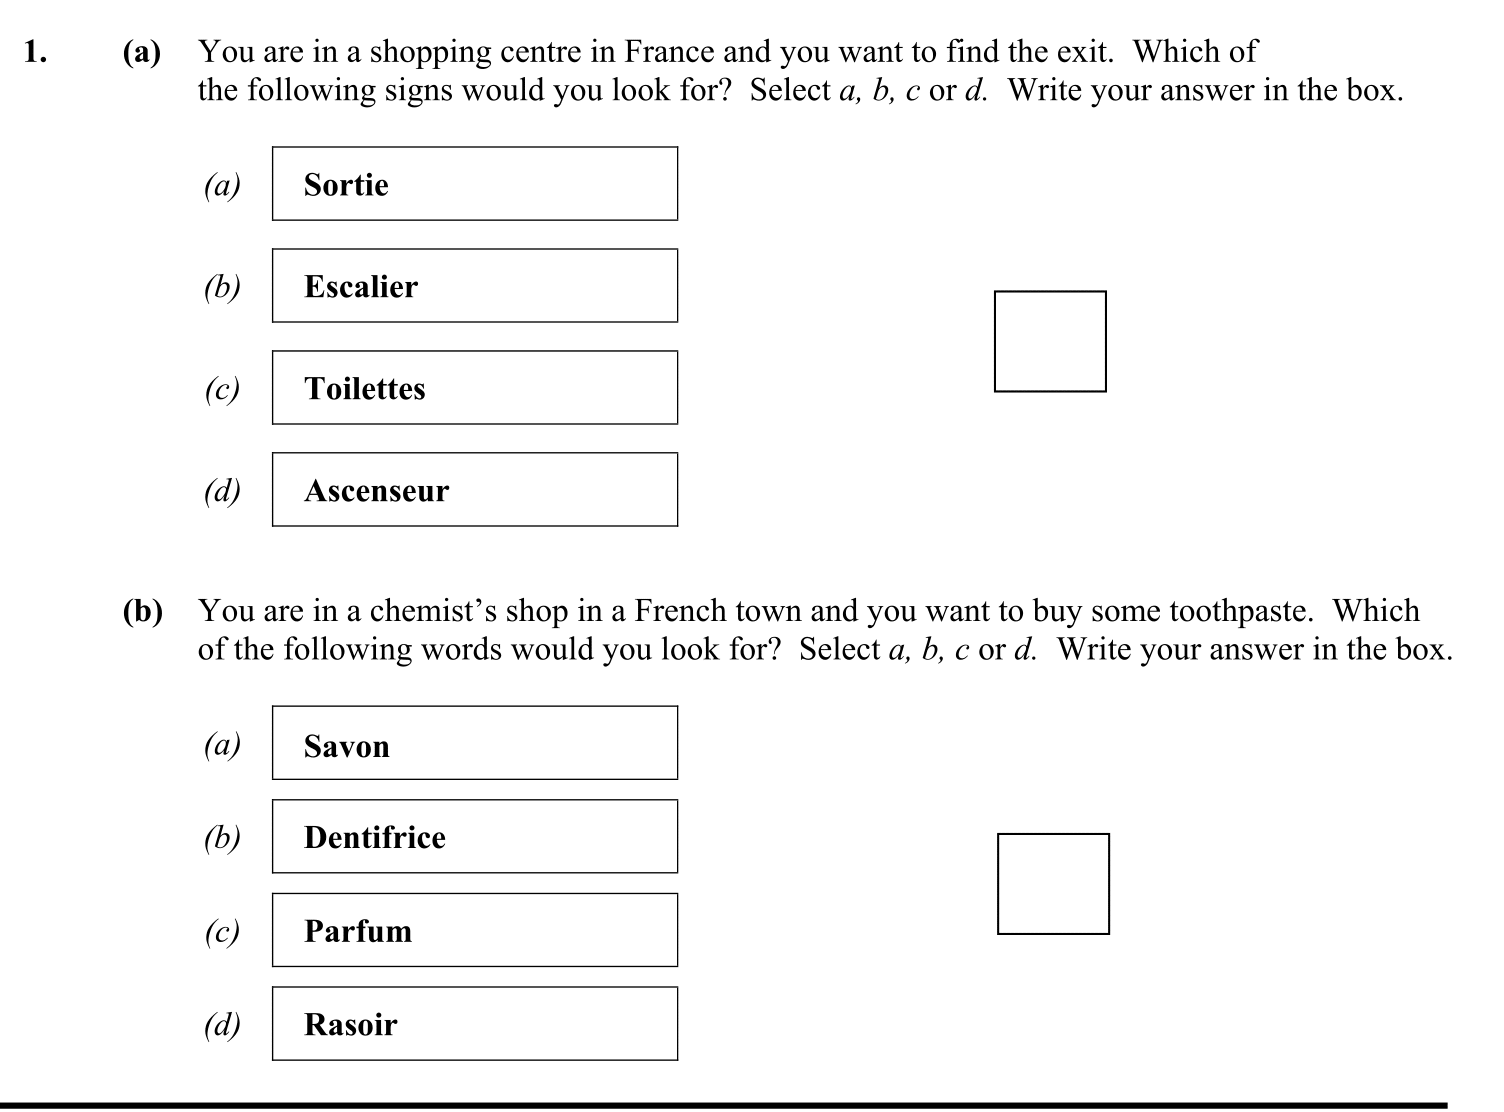 1. (a) You are in a shopping centre in France and you want to find the exit. Which of
the following signs would you look for? Select a, b, c or d. Write your answer in the box.
(a) Sortie
(b) Escalier
(c) Toilettes
(d) Ascenseur
(b) You are in a chemist’s shop in a French town and you want to buy some toothpaste. Which
of the following words would you look for? Select a, b, c or d. Write your answer in the box.
(a) Savon
(b) Dentifrice
(c) Parfum
(d) Rasoir